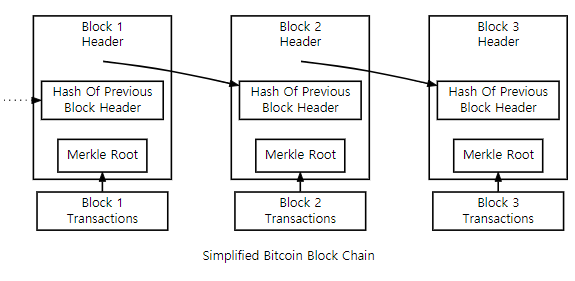 Block 1
Header
Hash Of Previous
Block Header
Merkle Root
Block 1
Transactions
Block 2
Header
Hash Of Previous
Block Header
Merkle Root
Block 2
Transactions
Block 3
Header
Hash Of Previous
Block Header
Merkle Root
Block 3
Transactions
Simplified Bitcoin Block Chain